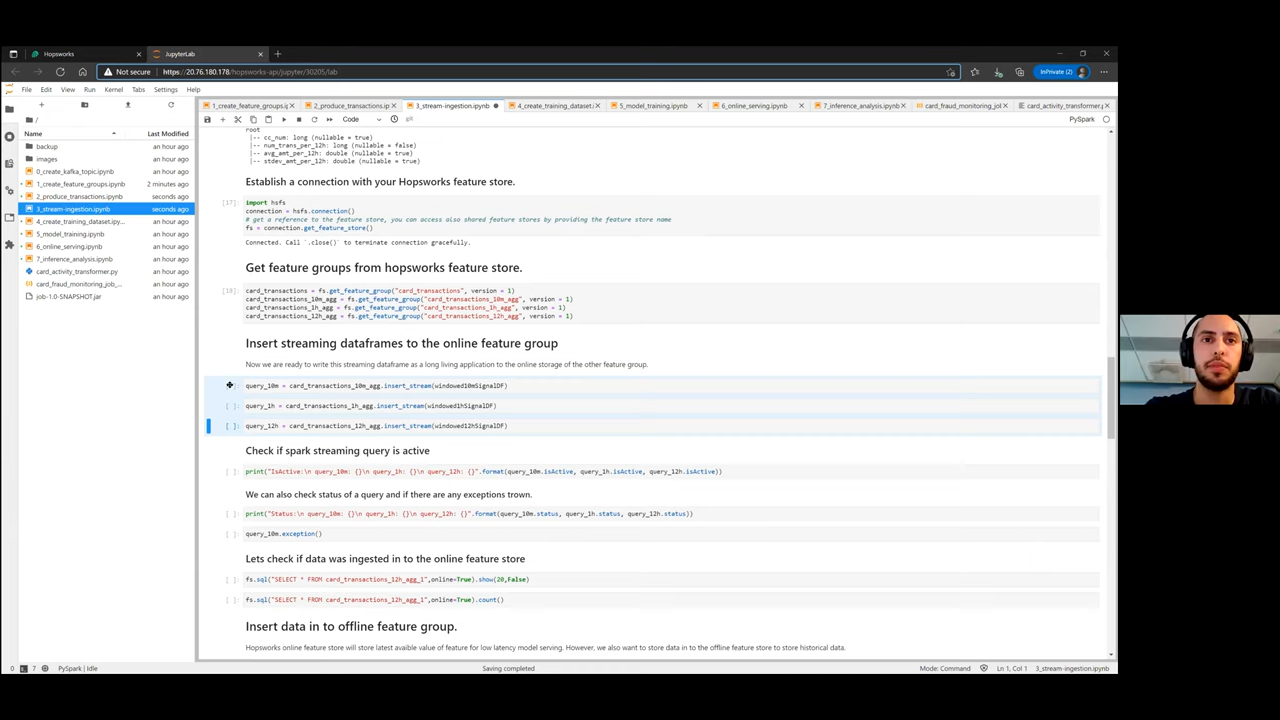 Hopsworks
JupyterLab
Not secure
https://20.76.180.178/hopsworks-api/jupyter/30205/lab
InPrivate (2)
File Edit View Run Kernel Tabs Settings Help
1_create_feature_groups.i
2_produce_transactions.ip
3_stream-ingestion.ipynb
4_create_training_dataset.i
5_model_training.ipynb
6_online_serving.ipynb
7_inference_analysis.ipynb
card_fraud_monitoring_jol
card_activity_transformer.p
Code
PySpark
/
Name
Last Modified
backup an hour ago
images an hour ago
0_create_kafka_topic.ipynb an hour ago
1_create_feature_groups.ipynb 2 minutes ago
2_produce_transactions.ipynb seconds ago
3_stream-ingestion.ipynb seconds ago
4_create_training_dataset.ipy... an hour ago
5_model_training.ipynb an hour ago
6_online_serving.ipynb an hour ago
7_inference_analysis.ipynb an hour ago
card_activity_transformer.py an hour ago
card_fraud_monitoring_job_... an hour ago
job-1.0-SNAPSHOT.jar an hour ago
root
|-- cc_num: long (nullable = true)
|-- num_trans_per_12h: long (nullable = false)
|-- avg_amt_per_12h: double (nullable = true)
|-- stdev_amt_per_12h: double (nullable = true)
Establish a connection with your Hopsworks feature store.
[17]: import hsfs
connection = hsfs.connection()
# get a reference to the feature store, you can access also shared feature stores by providing the feature store name
fs = connection.get_feature_store()
Connected. Call `.close()` to terminate connection gracefully.
Get feature groups from hopsworks feature store.
[18]: card_transactions = fs.get_feature_group("card_transactions", version = 1)
card_transactions_10m_agg = fs.get_feature_group("card_transactions_10m_agg", version = 1)
card_transactions_1h_agg = fs.get_feature_group("card_transactions_1h_agg", version = 1)
card_transactions_12h_agg = fs.get_feature_group("card_transactions_12h_agg", version = 1)
Insert streaming dataframes to the online feature group
Now we are ready to write this streaming dataframe as a long living application to the online storage of the other feature group.
query_10m = card_transactions_10m_agg.insert_stream(windowed10mSignalDF)
[ ]: query_1h = card_transactions_1h_agg.insert_stream(windowed1hSignalDF)
[ ]: query_12h = card_transactions_12h_agg.insert_stream(windowed12hSignalDF)
Check if spark streaming query is active
[ ]: print("IsActive:\n query_10m: {}\n query_1h: {}\n query_12h: {}".format(query_10m.isActive, query_1h.isActive, query_12h.isActive))
We can also check status of a query and if there are any exceptions trown.
[ ]: print("Status:\n query_10m: {}\n query_1h: {}\n query_12h: {}".format(query_10m.status, query_1h.status, query_12h.status))
[ ]: query_10m.exception()
Lets check if data was ingested in to the online feature store
[ ]: fs.sql("SELECT * FROM card_transactions_12h_agg_1",online=True).show(20,False)
[ ]: fs.sql("SELECT * FROM card_transactions_12h_agg_1",online=True).count()
Insert data in to offline feature group.
Hopsworks online feature store will store latest avaible value of feature for low latency model serving. However, we also want to store data in to the offline feature store to store historical data.
0 7 PySpark | Idle
Saving completed
Mode: Command
Ln 1, Col 1
3_stream-ingestion.ipynb